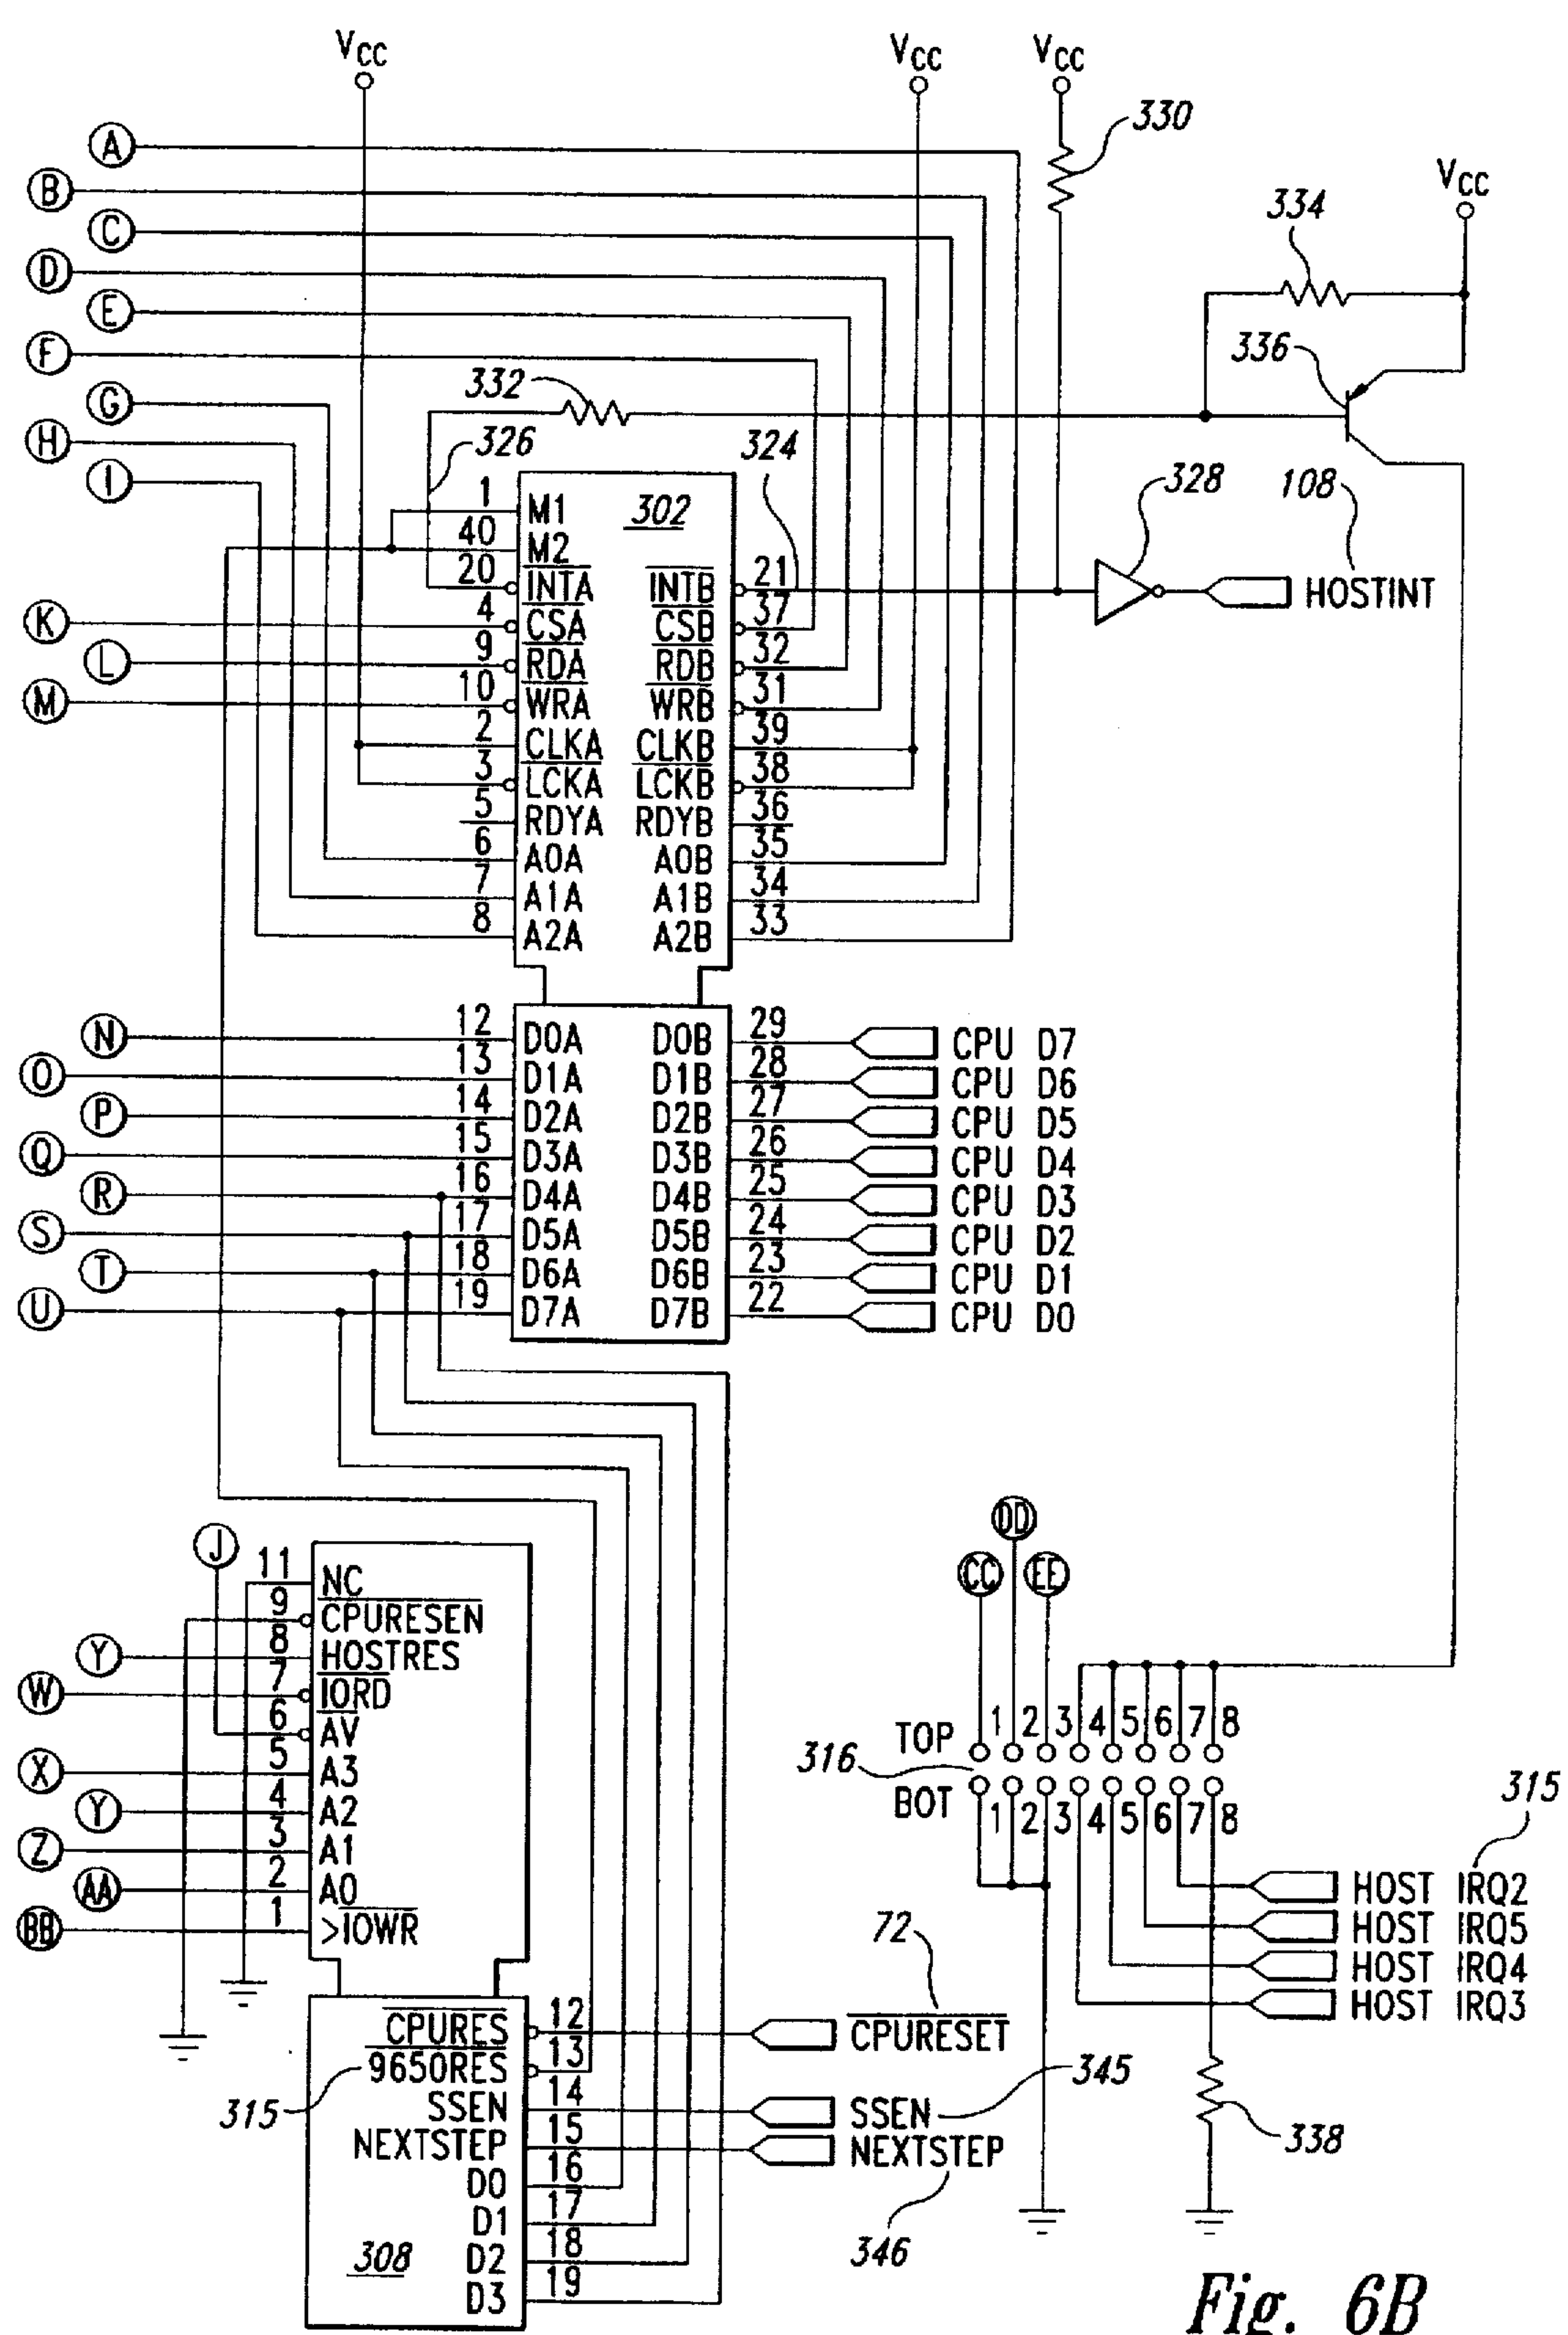 VCC VCC VCC
A 330
B VCC
C 334
D
E
F 336
G 332
H 326 324
I 328 108
1 M1 302
40 M2
20 INTA INTB 21 HOSTINT
K 4 CSA CSB 37
L 9 RDA RDB 32
M 10 WRA WRB 31
2 CLKA CLKB 39
3 LCKA LCKB 38
5 RDYA RDYB 36
6 A0A A0B 35
7 A1A A1B 34
8 A2A A2B 33
N 12 D0A D0B 29 CPU D7
O 13 D1A D1B 28 CPU D6
P 14 D2A D2B 27 CPU D5
Q 15 D3A D3B 26 CPU D4
R 16 D4A D4B 25 CPU D3
S 17 D5A D5B 24 CPU D2
T 18 D6A D6B 23 CPU D1
U 19 D7A D7B 22 CPU D0
DD
J CC EE
11 NC
9 CPURESEN
Y 8 HOSTRES
W 7 IORD
6 AV
X 5 A3
Y 4 A2
Z 3 A1
AA 2 A0
BB 1 >IOWR
TOP 1 2 3 4 5 6 7 8
316
BOT 1 2 3 4 5 6 7 8
315
HOST IRQ2
HOST IRQ5
HOST IRQ4
HOST IRQ3
72
CPURES 12 CPURESET
9650RES 13
315 SSEN 14 SSEN 345
NEXTSTEP 15 NEXTSTEP 338
D0 16
D1 17
308 D2 18 346
D3 19
Fig. 6B